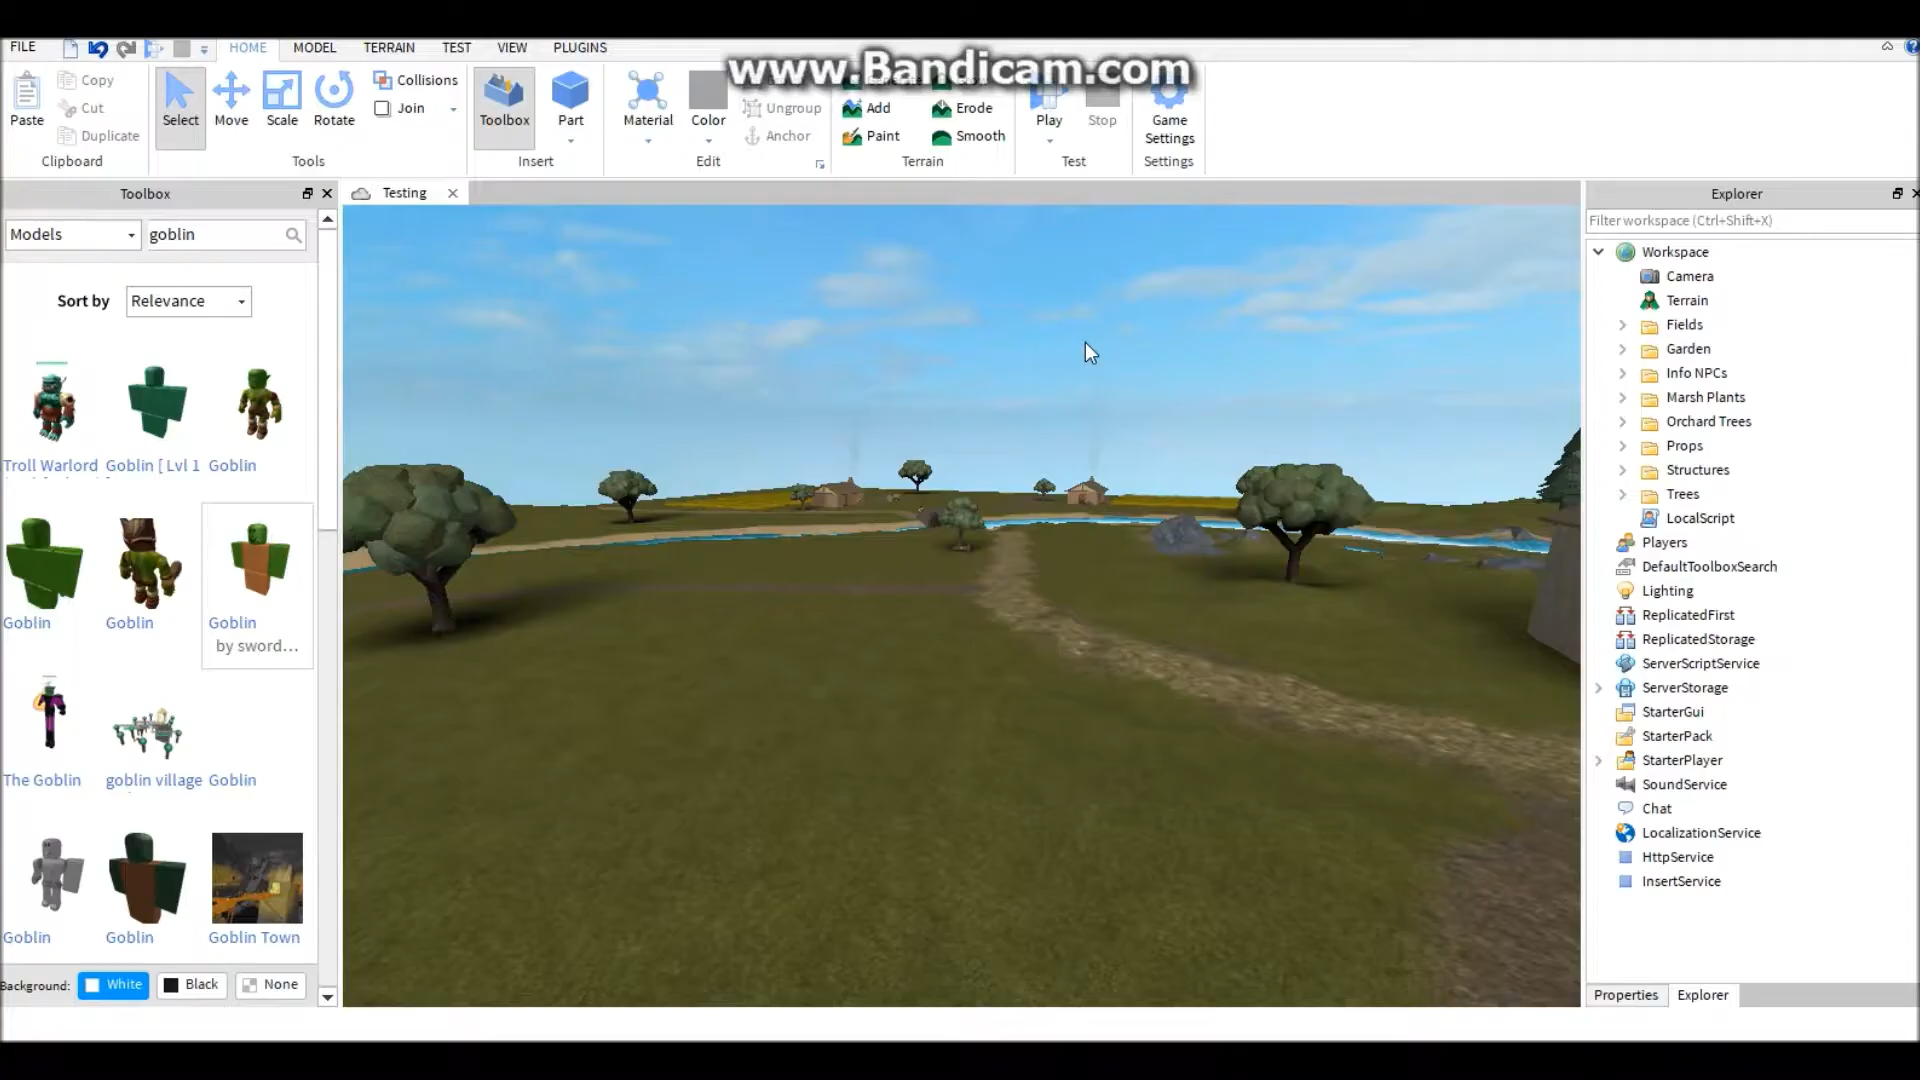 www.Bandicam.com
FILE HOME MODEL TERRAIN TEST VIEW PLUGINS
Paste
Copy
Cut
Duplicate
Clipboard
Select Move Scale Rotate
Collisions
Join
Tools
Toolbox Part
Insert
Material Color
Ungroup
Anchor
Edit
Add Erode
Paint Smooth
Terrain
Play Stop
Test
Game
Settings
Settings
Toolbox
Models goblin
Sort by Relevance
Troll Warlord Goblin [ Lvl 1 Goblin
Goblin Goblin Goblin
by sword...
The Goblin goblin village Goblin
Goblin Goblin Goblin Town
Background: White Black None
Testing
Explorer
Filter workspace (Ctrl+Shift+X)
Workspace
Camera
Terrain
Fields
Garden
Info NPCs
Marsh Plants
Orchard Trees
Props
Structures
Trees
LocalScript
Players
DefaultToolboxSearch
Lighting
ReplicatedFirst
ReplicatedStorage
ServerScriptService
ServerStorage
StarterGui
StarterPack
StarterPlayer
SoundService
Chat
LocalizationService
HttpService
InsertService
Properties Explorer